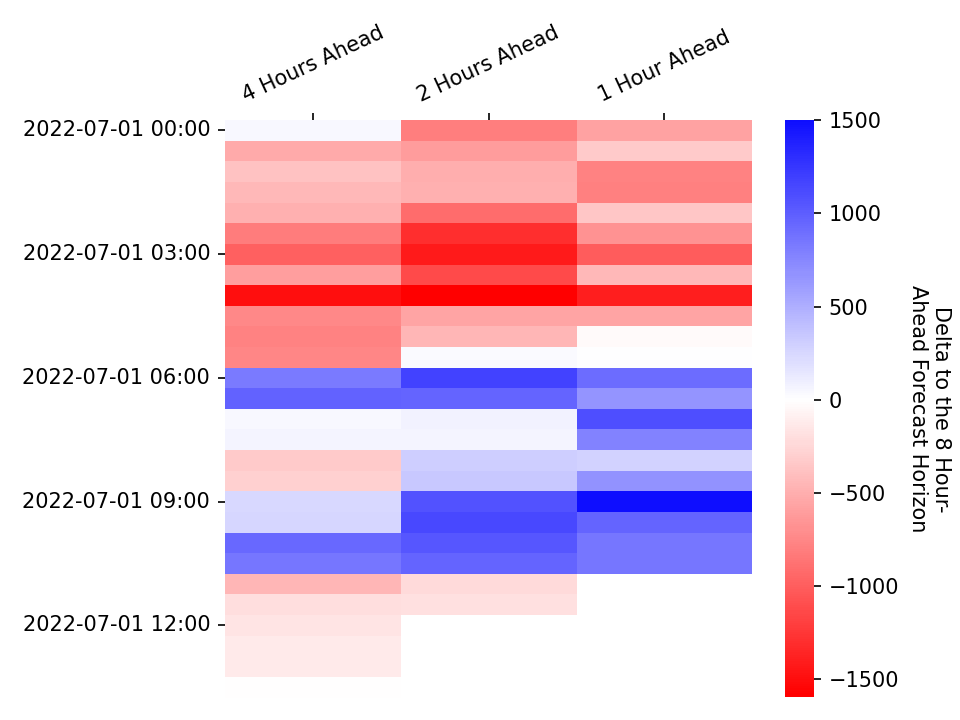 4 Hours Ahead
2 Hours Ahead
1 Hour Ahead
2022-07-01 00:00
2022-07-01 03:00
2022-07-01 06:00
2022-07-01 09:00
2022-07-01 12:00
1500
1000
500
0
−500
−1000
−1500
Delta to the 8 Hour-
Ahead Forecast Horizon